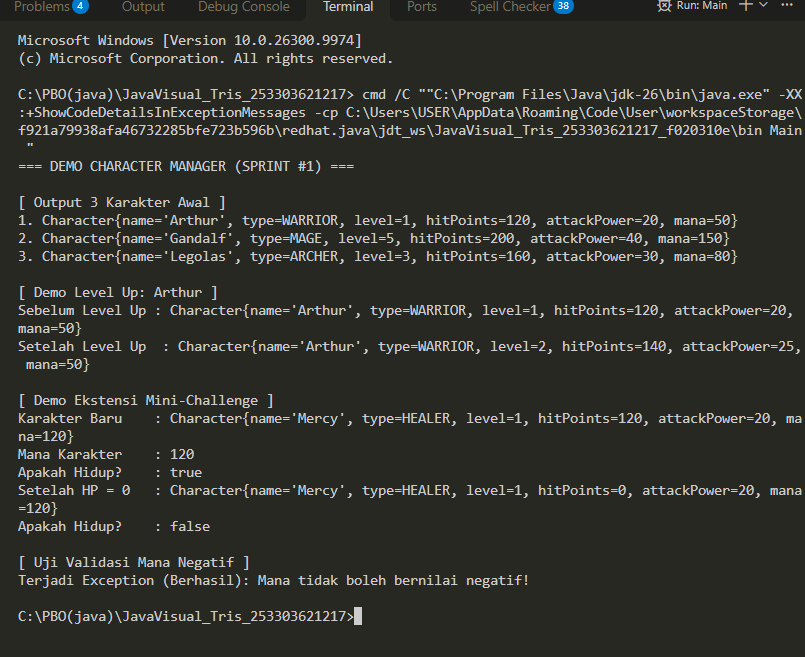 Problems 4 Output Debug Console Terminal Ports Spell Checker 38 Run: Main
Microsoft Windows [Version 10.0.26300.9974]
(c) Microsoft Corporation. All rights reserved.
C:\PBO(java)\JavaVisual_Tris_253303621217> cmd /C ""C:\Program Files\Java\jdk-26\bin\java.exe" -XX
:+ShowCodeDetailsInExceptionMessages -cp C:\Users\USER\AppData\Roaming\Code\User\workspaceStorage\
f921a79938afa46732285bfe723b596b\redhat.java\jdt_ws\JavaVisual_Tris_253303621217_f020310e\bin Main
"
=== DEMO CHARACTER MANAGER (SPRINT #1) ===
[ Output 3 Karakter Awal ]
1. Character{name='Arthur', type=WARRIOR, level=1, hitPoints=120, attackPower=20, mana=50}
2. Character{name='Gandalf', type=MAGE, level=5, hitPoints=200, attackPower=40, mana=150}
3. Character{name='Legolas', type=ARCHER, level=3, hitPoints=160, attackPower=30, mana=80}
[ Demo Level Up: Arthur ]
Sebelum Level Up : Character{name='Arthur', type=WARRIOR, level=1, hitPoints=120, attackPower=20,
mana=50}
Setelah Level Up  : Character{name='Arthur', type=WARRIOR, level=2, hitPoints=140, attackPower=25,
mana=50}
[ Demo Ekstensi Mini-Challenge ]
Karakter Baru    : Character{name='Mercy', type=HEALER, level=1, hitPoints=120, attackPower=20, ma
na=120}
Mana Karakter    : 120
Apakah Hidup?    : true
Setelah HP = 0   : Character{name='Mercy', type=HEALER, level=1, hitPoints=0, attackPower=20, mana
=120}
Apakah Hidup?    : false
[ Uji Validasi Mana Negatif ]
Terjadi Exception (Berhasil): Mana tidak boleh bernilai negatif!
C:\PBO(java)\JavaVisual_Tris_253303621217>